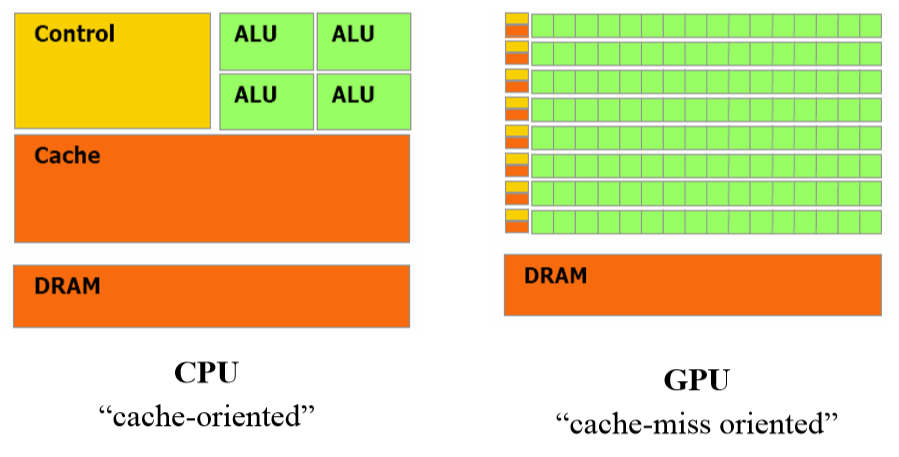 Control
ALU ALU
ALU ALU
Cache
DRAM
CPU
“cache-oriented”
DRAM
GPU
“cache-miss oriented”